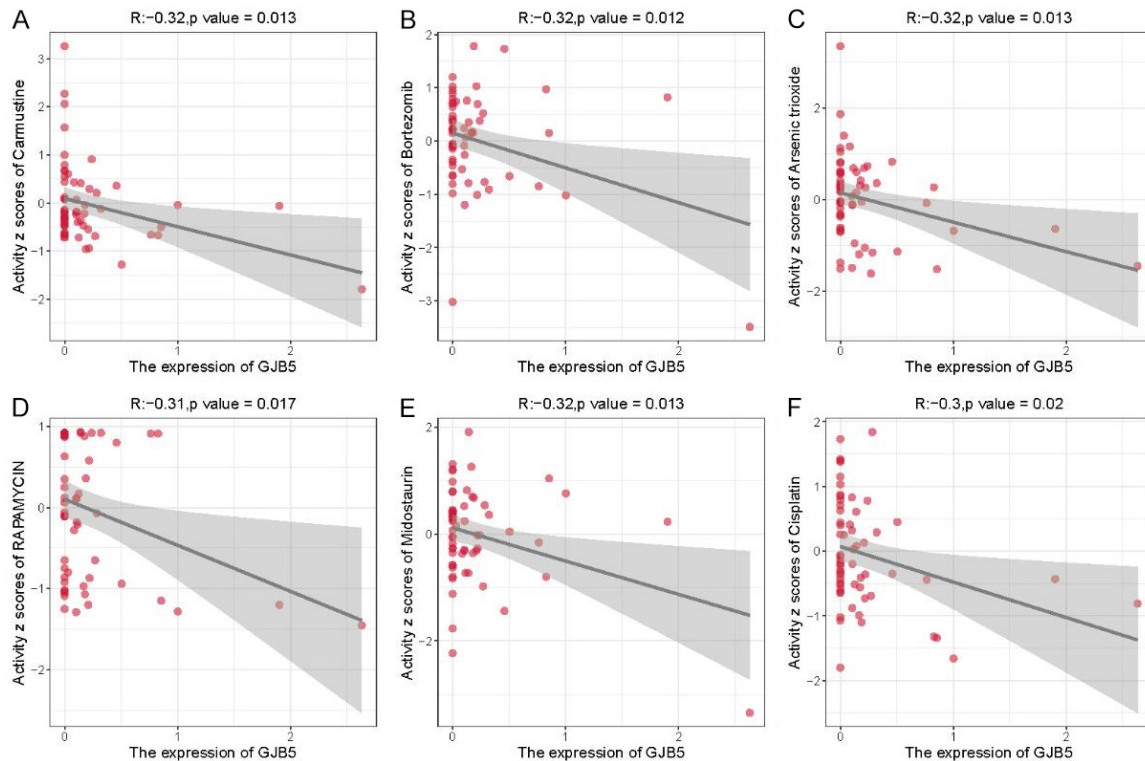 A
R:-0.32,p value = 0.013
Activity z scores of Carmustine
3
2
1
0
-1
-2
0
1
2
The expression of GJB5
B
R:-0.32,p value = 0.012
Activity z scores of Bortezomib
2
1
0
-1
-2
-3
0
1
2
The expression of GJB5
C
R:-0.32,p value = 0.013
Activity z scores of Arsenic trioxide
2
0
-2
0
1
2
The expression of GJB5
D
R:-0.31,p value = 0.017
Activity z scores of RAPAMYCIN
1
0
-1
-2
0
1
2
The expression of GJB5
E
R:-0.32,p value = 0.013
Activity z scores of Midostaurin
2
0
-2
0
1
2
The expression of GJB5
F
R:-0.3,p value = 0.02
Activity z scores of Cisplatin
2
1
0
-1
-2
0
1
2
The expression of GJB5